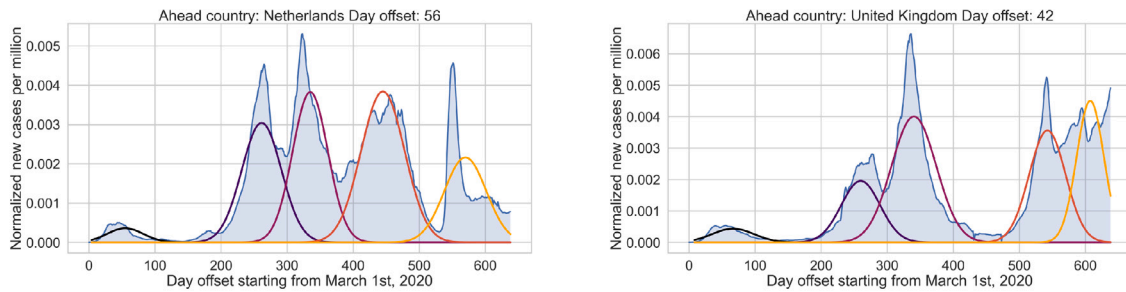 Ahead country: Netherlands Day offset: 56
Normalized new cases per million
0.005
0.004
0.003
0.002
0.001
0.000
0 100 200 300 400 500 600
Day offset starting from March 1st, 2020
Ahead country: United Kingdom Day offset: 42
Normalized new cases per million
0.006
0.005
0.004
0.003
0.002
0.001
0.000
0 100 200 300 400 500 600
Day offset starting from March 1st, 2020